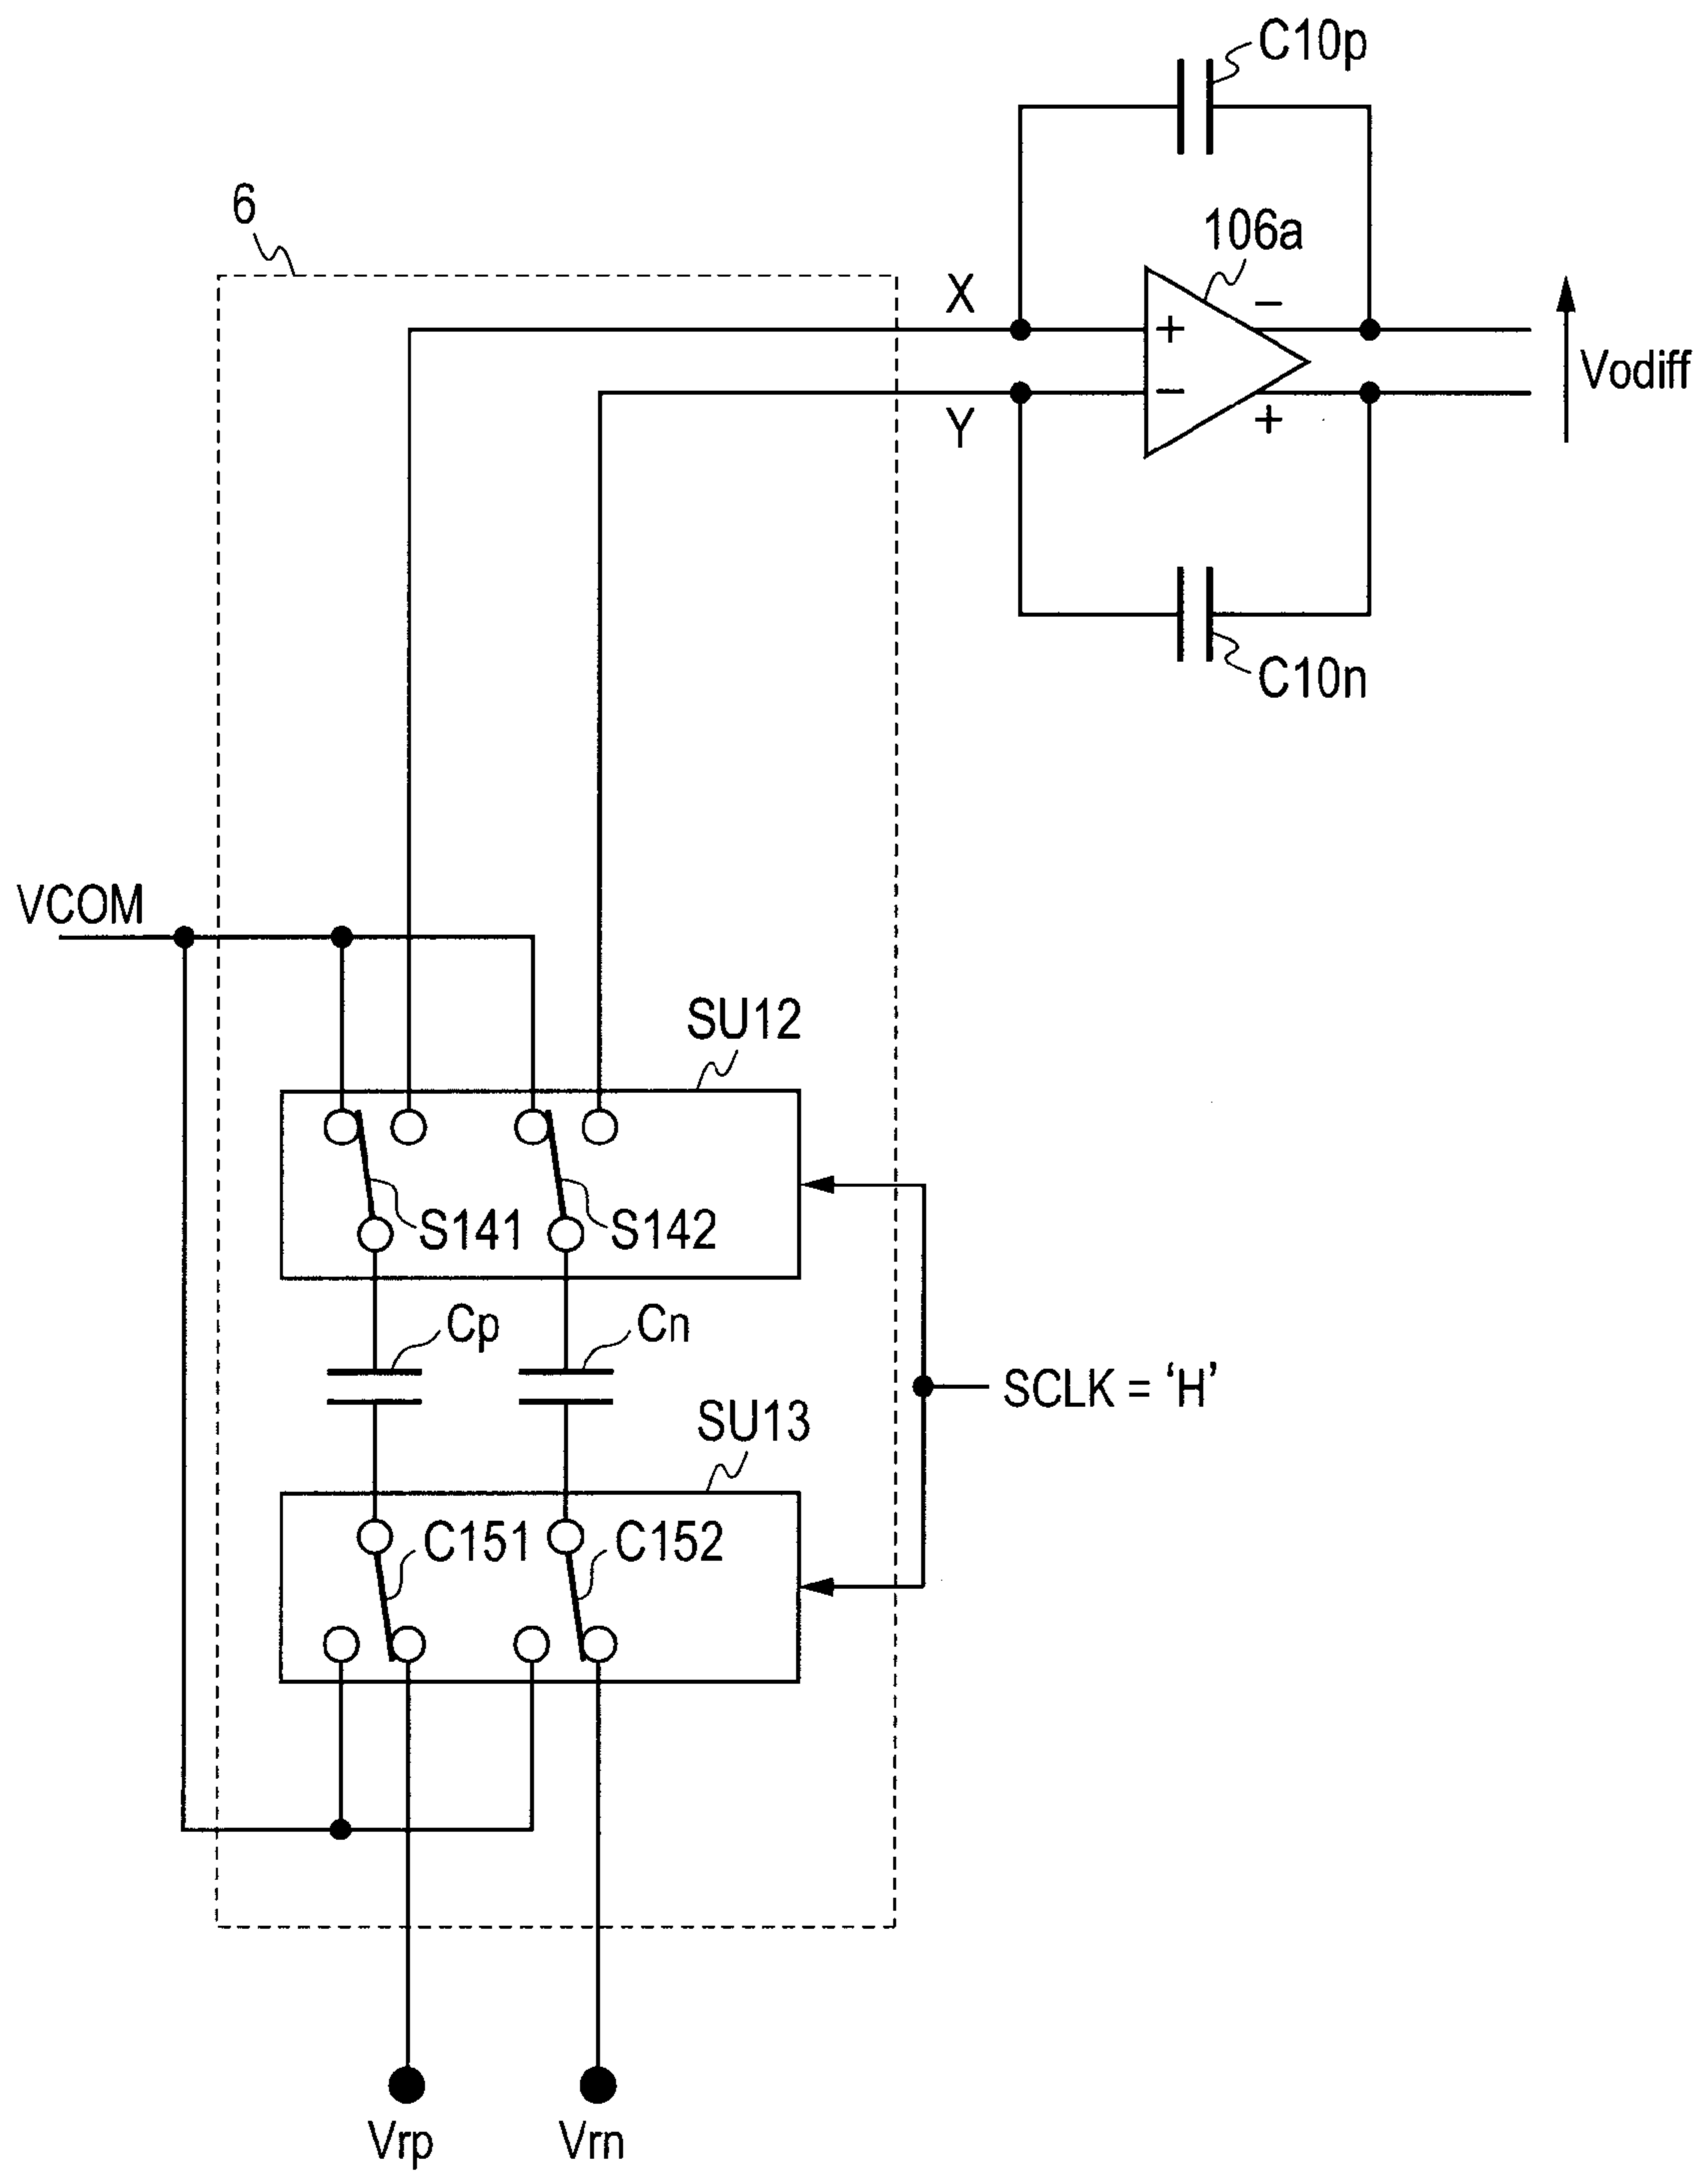 C10p
6
106a
X
+
−
Vodiff
−
Y
+
C10n
VCOM
SU12
S141
S142
Cp
Cn
SCLK = ‘H’
SU13
C151
C152
Vrp
Vrn